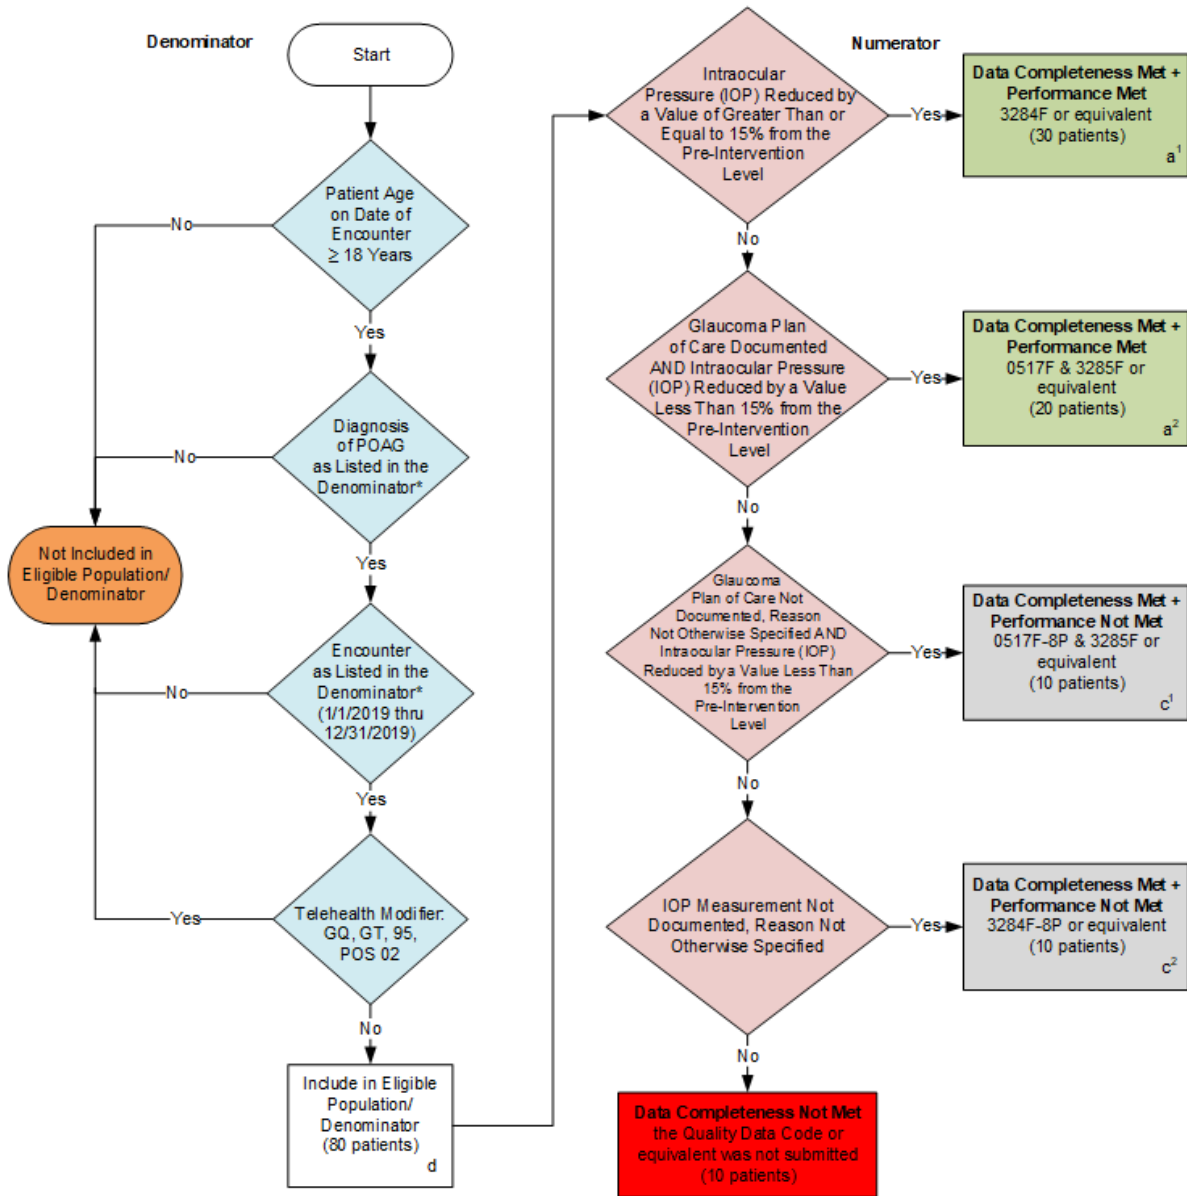 Denominator
Start
Patient Age
on Date of
Encounter
≥ 18 Years
No
Yes
Diagnosis
of POAG
as Listed in the
Denominator*
No
Yes
Not Included in
Eligible Population/
Denominator
Encounter
as Listed in the
Denominator*
(1/1/2019 thru
12/31/2019)
No
Yes
Telehealth Modifier:
GQ, GT, 95,
POS 02
Yes
No
Include in Eligible
Population/
Denominator
(80 patients)
d
Numerator
Intraocular
Pressure (IOP) Reduced by
a Value of Greater Than or
Equal to 15% from the
Pre-Intervention
Level
Yes
Data Completeness Met +
Performance Met
3284F or equivalent
(30 patients)
a1
No
Glaucoma Plan
of Care Documented
AND Intraocular Pressure
(IOP) Reduced by a Value
Less Than 15% from the
Pre-Intervention
Level
Yes
Data Completeness Met +
Performance Met
0517F & 3285F or
equivalent
(20 patients)
a2
No
Glaucoma
Plan of Care Not
Documented, Reason
Not Otherwise Specified AND
Intraocular Pressure (IOP)
Reduced by a Value Less Than
15% from the
Pre-Intervention
Level
Yes
Data Completeness Met +
Performance Not Met
0517F-8P & 3285F or
equivalent
(10 patients)
c1
No
IOP Measurement Not
Documented, Reason Not
Otherwise Specified
Yes
Data Completeness Met +
Performance Not Met
3284F-8P or equivalent
(10 patients)
c2
No
Data Completeness Not Met
the Quality Data Code or
equivalent was not submitted
(10 patients)